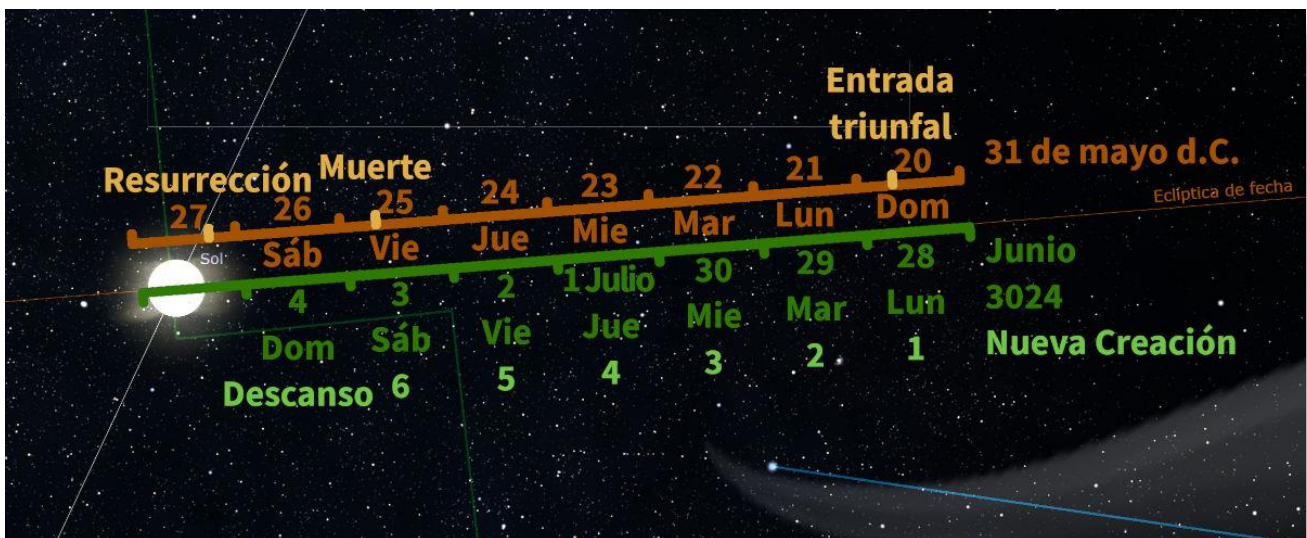 Entrada
triunfal
Resurrección Muerte
27 26 25 24 23 22 21 20 31 de mayo d.C.
Eclíptica de fecha
Sáb Vie Jue Mie Mar Lun Dom
Sol
4 3 2 1 Julio 30 29 28 Junio
3024
Dom Sáb Vie Jue Mie Mar Lun
Descanso 6 5 4 3 2 1 Nueva Creación